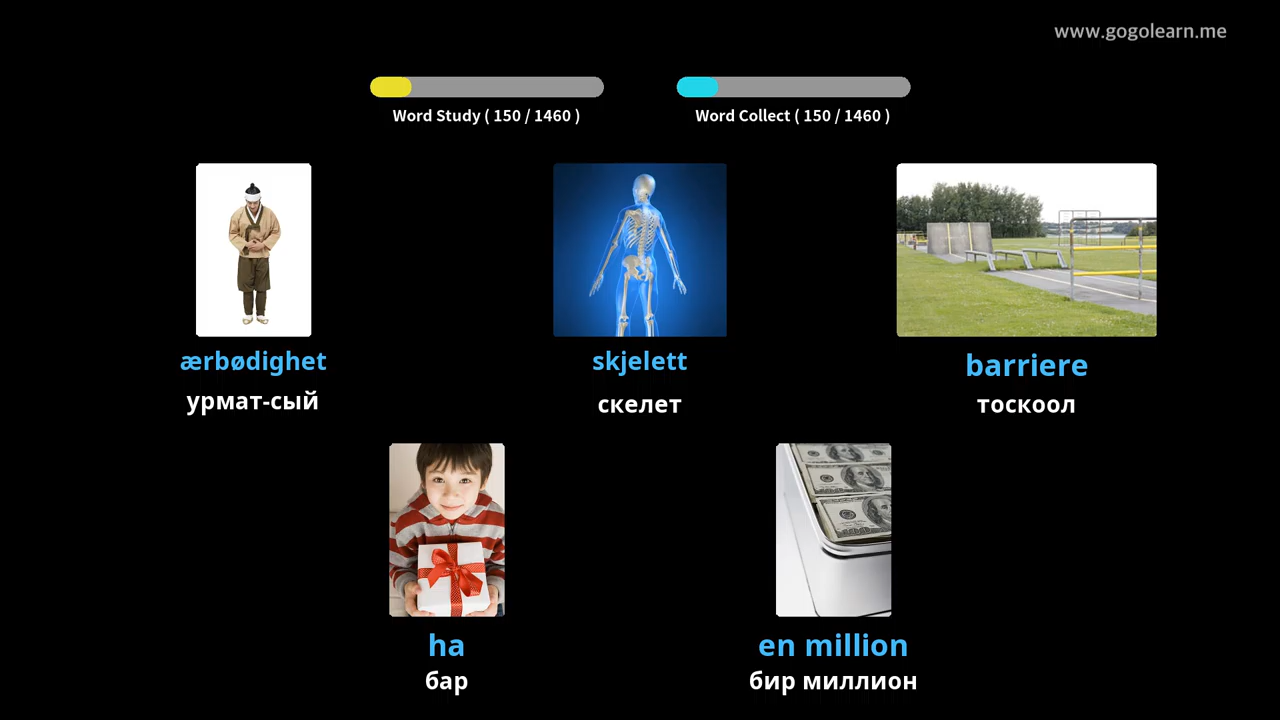 www.gogolearn.me
Word Study ( 150 / 1460 )
Word Collect ( 150 / 1460 )
ærbødighet
урмат-сый
skjelett
скелет
barriere
тоскоол
ha
бар
en million
бир миллион